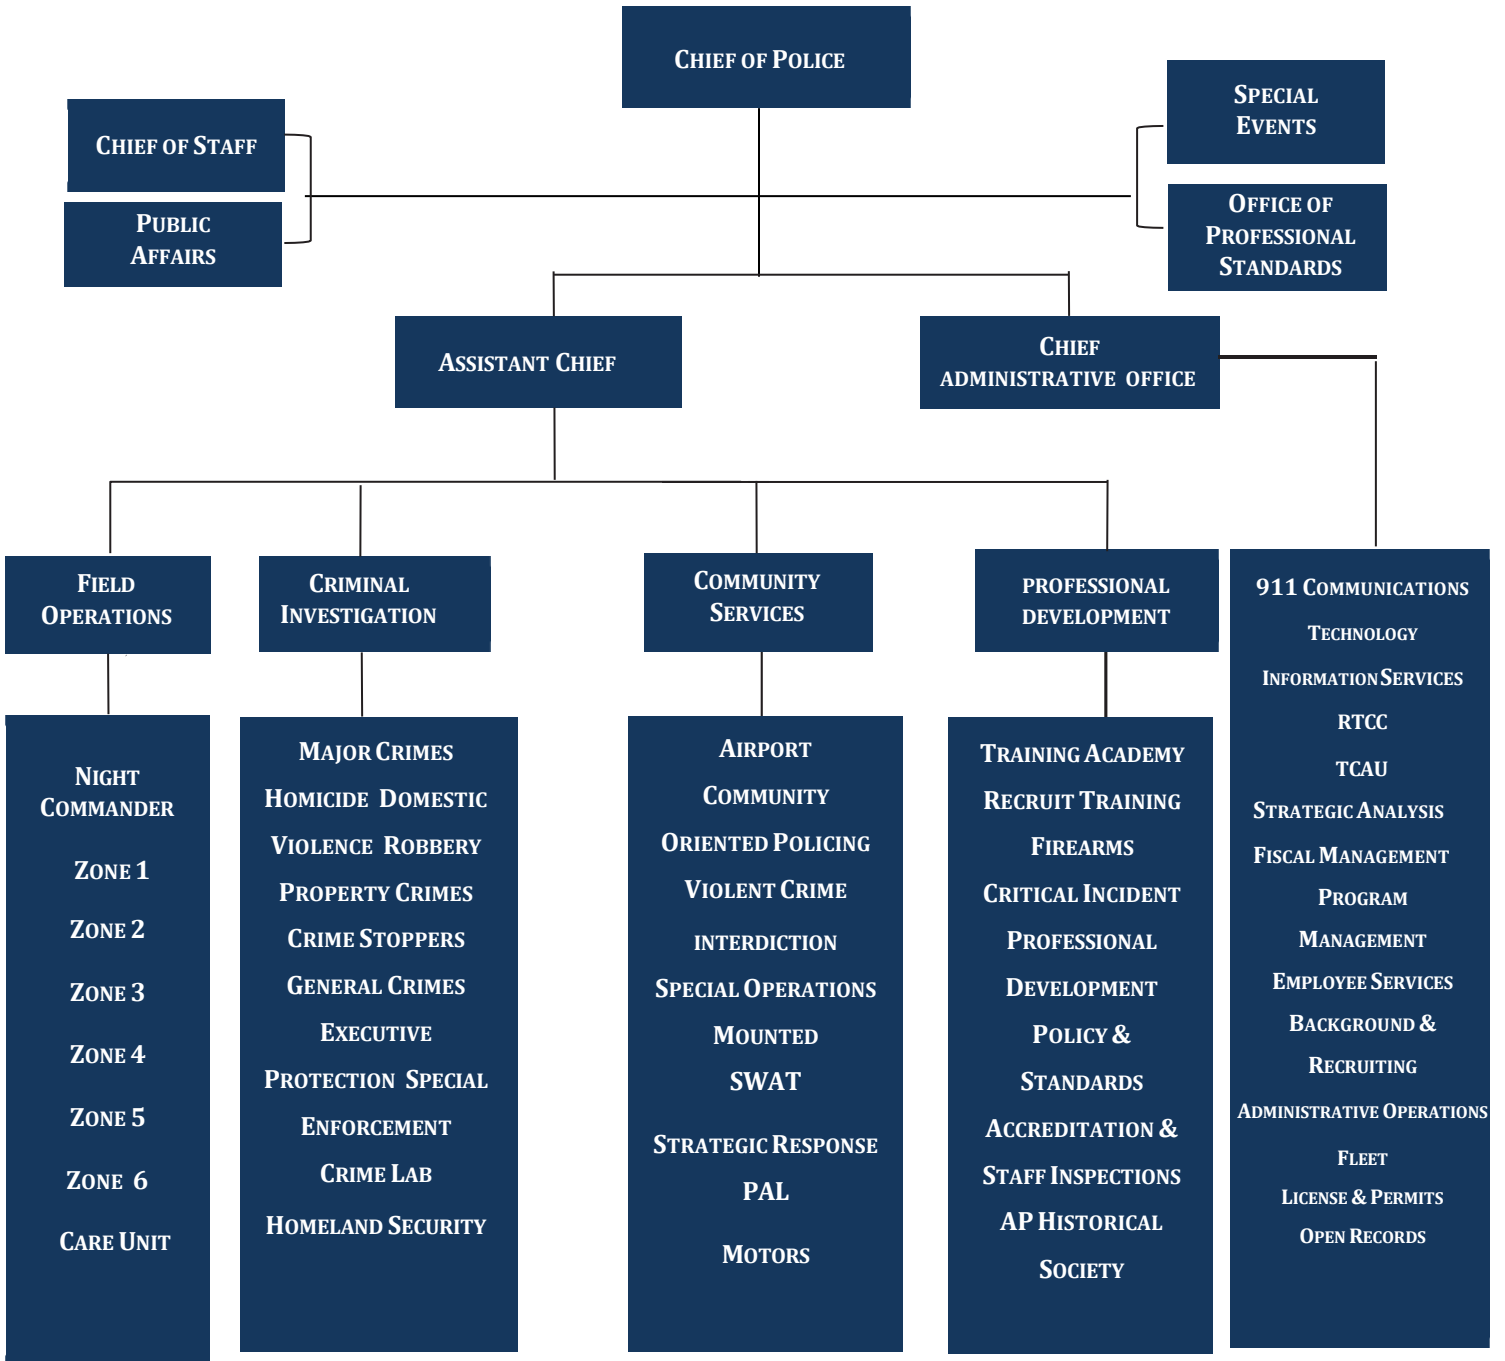 CHIEF OF POLICE
SPECIAL
EVENTS
CHIEF OF STAFF
PUBLIC
AFFAIRS
OFFICE OF
PROFESSIONAL
STANDARDS
ASSISTANT CHIEF
CHIEF
ADMINISTRATIVE OFFICE
FIELD
OPERATIONS
CRIMINAL
INVESTIGATION
COMMUNITY
SERVICES
PROFESSIONAL
DEVELOPMENT
NIGHT
COMMANDER
ZONE 1
ZONE 2
ZONE 3
ZONE 4
ZONE 5
ZONE 6
CARE UNIT
MAJOR CRIMES
HOMICIDE DOMESTIC
VIOLENCE ROBBERY
PROPERTY CRIMES
CRIME STOPPERS
GENERAL CRIMES
EXECUTIVE
PROTECTION SPECIAL
ENFORCEMENT
CRIME LAB
HOMELAND SECURITY
AIRPORT
COMMUNITY
ORIENTED POLICING
VIOLENT CRIME
INTERDICTION
SPECIAL OPERATIONS
MOUNTED
SWAT
STRATEGIC RESPONSE
PAL
MOTORS
TRAINING ACADEMY
RECRUIT TRAINING
FIREARMS
CRITICAL INCIDENT
PROFESSIONAL
DEVELOPMENT
POLICY &
STANDARDS
ACCREDITATION &
STAFF INSPECTIONS
AP HISTORICAL
SOCIETY
911 COMMUNICATIONS
TECHNOLOGY
INFORMATION SERVICES
RTCC
TCAU
STRATEGIC ANALYSIS
FISCAL MANAGEMENT
PROGRAM
MANAGEMENT
EMPLOYEE SERVICES
BACKGROUND &
RECRUITING
ADMINISTRATIVE OPERATIONS
FLEET
LICENSE & PERMITS
OPEN RECORDS